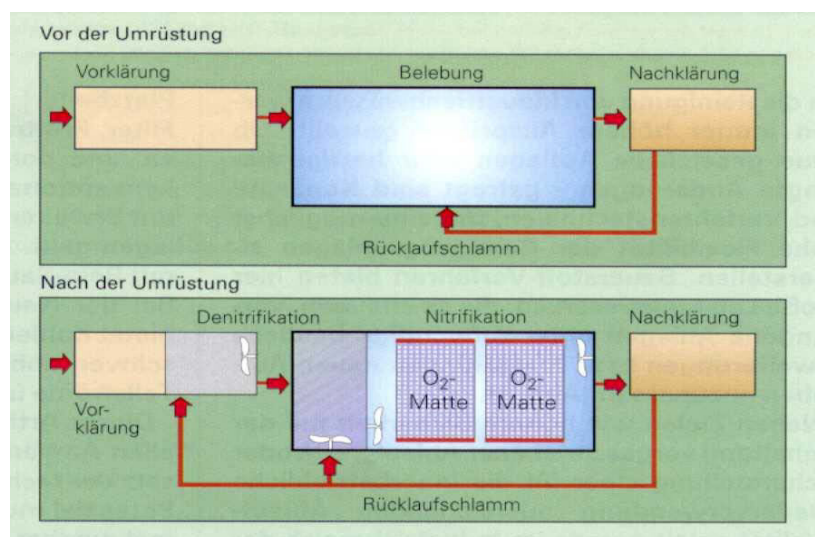 Vor der Umrüstung
Vorklärung
Belebung
Nachklärung
Rücklaufschlamm
Nach der Umrüstung
Denitrifikation
Nitrifikation
Nachklärung
O₂-
Matte
O₂-
Matte
Vor-
klärung
Rücklaufschlamm